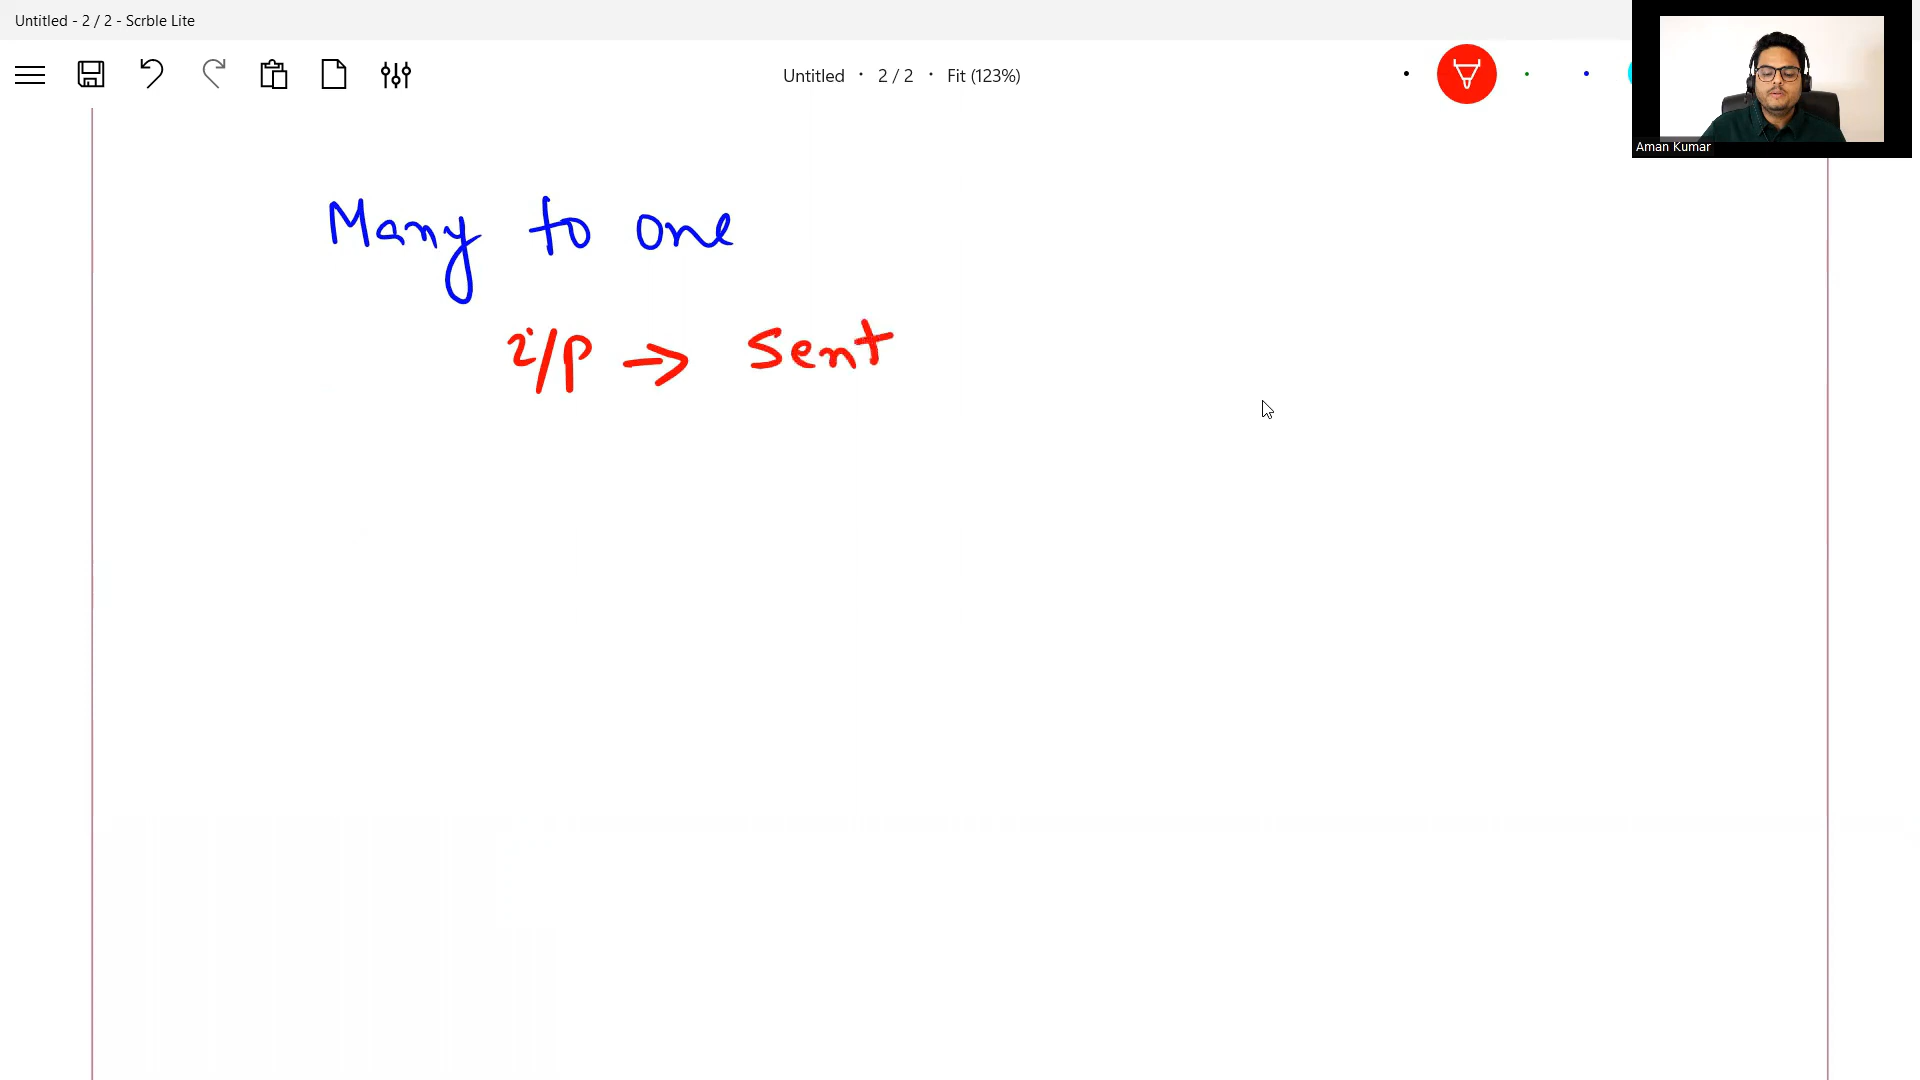 Untitled - 2 / 2 - Scrble Lite
Untitled • 2 / 2 • Fit (123%)
Aman Kumar
Many to one
i/p → Sent